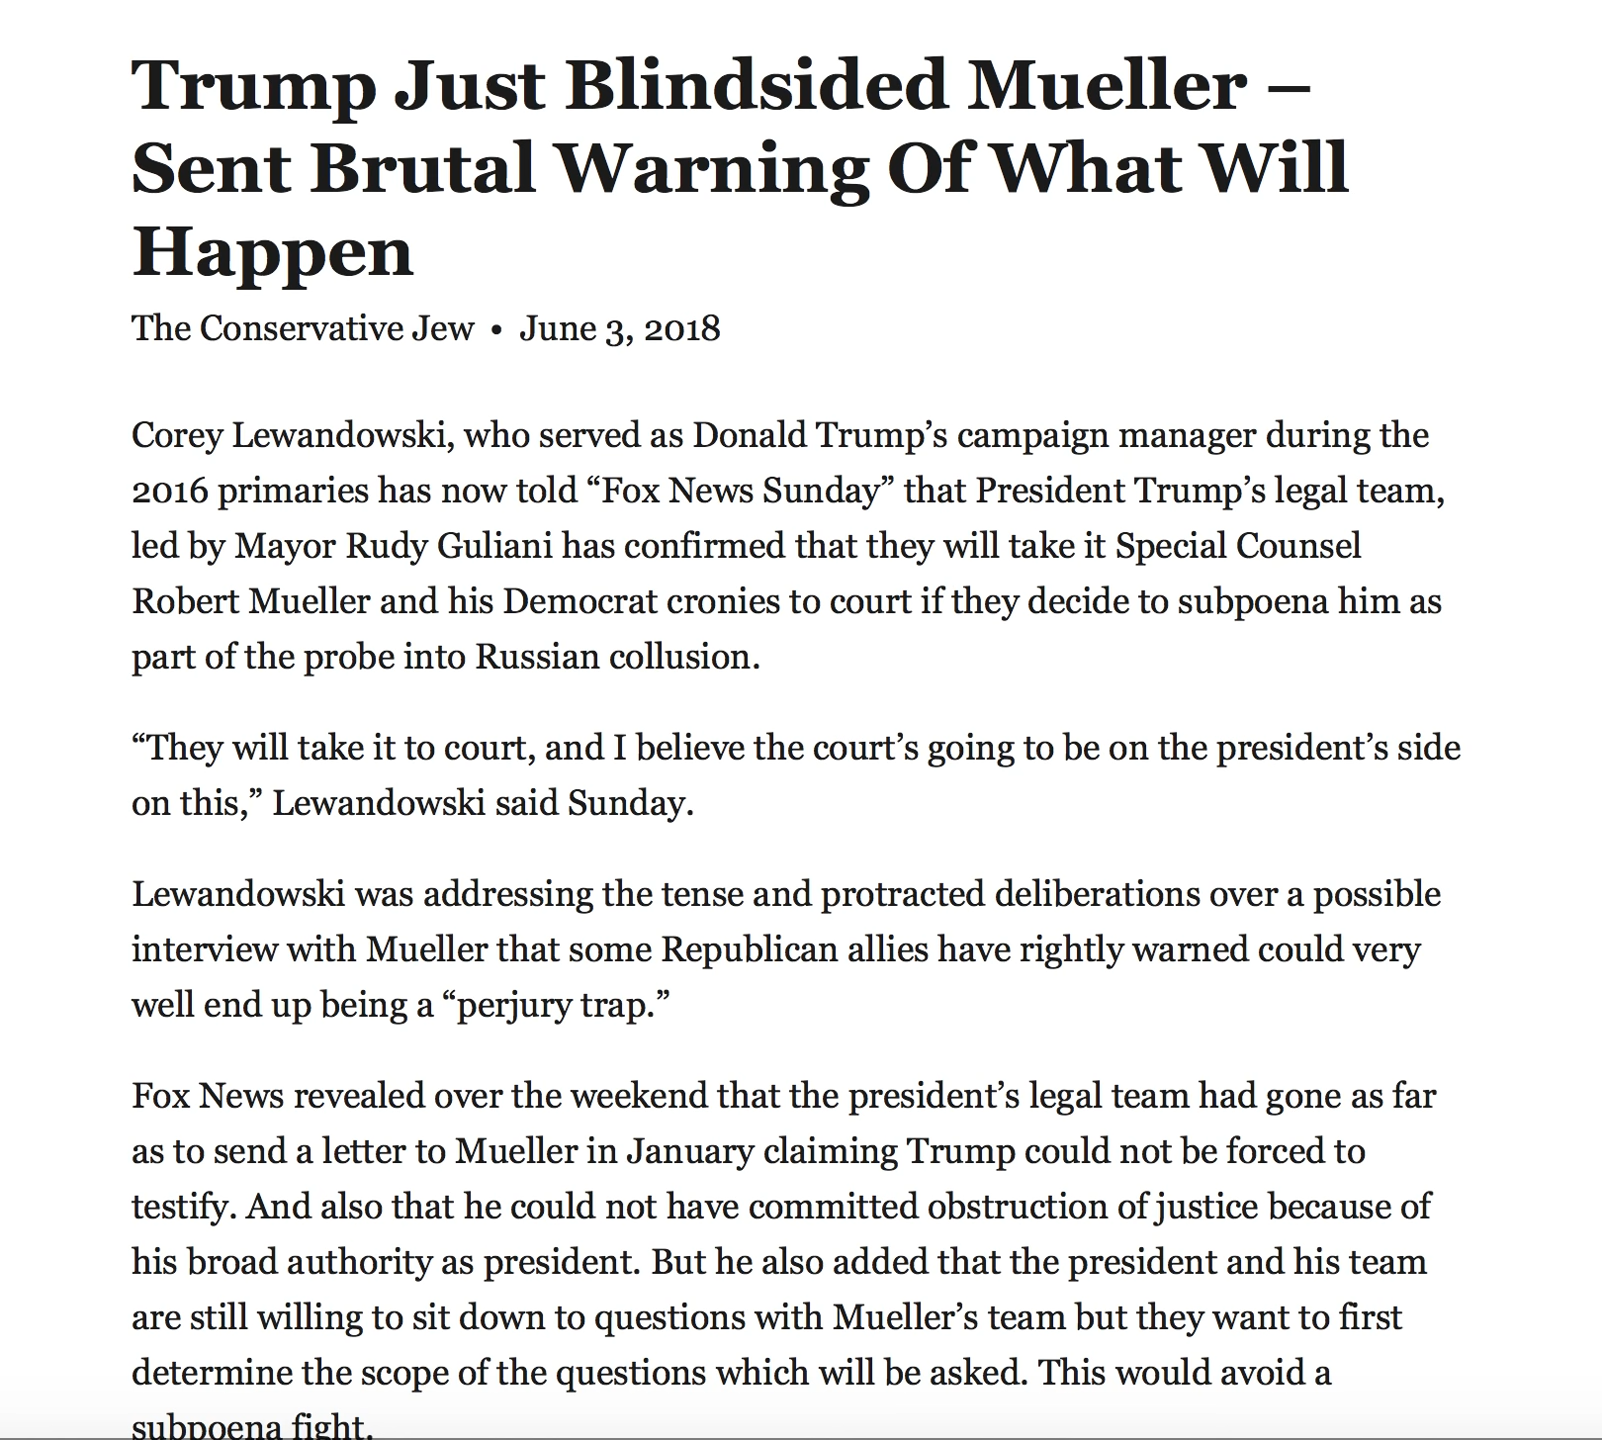 Trump Just Blindsided Mueller –
Sent Brutal Warning Of What Will
Happen
The Conservative Jew • June 3, 2018
Corey Lewandowski, who served as Donald Trump’s campaign manager during the
2016 primaries has now told “Fox News Sunday” that President Trump’s legal team,
led by Mayor Rudy Guliani has confirmed that they will take it Special Counsel
Robert Mueller and his Democrat cronies to court if they decide to subpoena him as
part of the probe into Russian collusion.
“They will take it to court, and I believe the court’s going to be on the president’s side
on this,” Lewandowski said Sunday.
Lewandowski was addressing the tense and protracted deliberations over a possible
interview with Mueller that some Republican allies have rightly warned could very
well end up being a “perjury trap.”
Fox News revealed over the weekend that the president’s legal team had gone as far
as to send a letter to Mueller in January claiming Trump could not be forced to
testify. And also that he could not have committed obstruction of justice because of
his broad authority as president. But he also added that the president and his team
are still willing to sit down to questions with Mueller’s team but they want to first
determine the scope of the questions which will be asked. This would avoid a
subpoena fight.